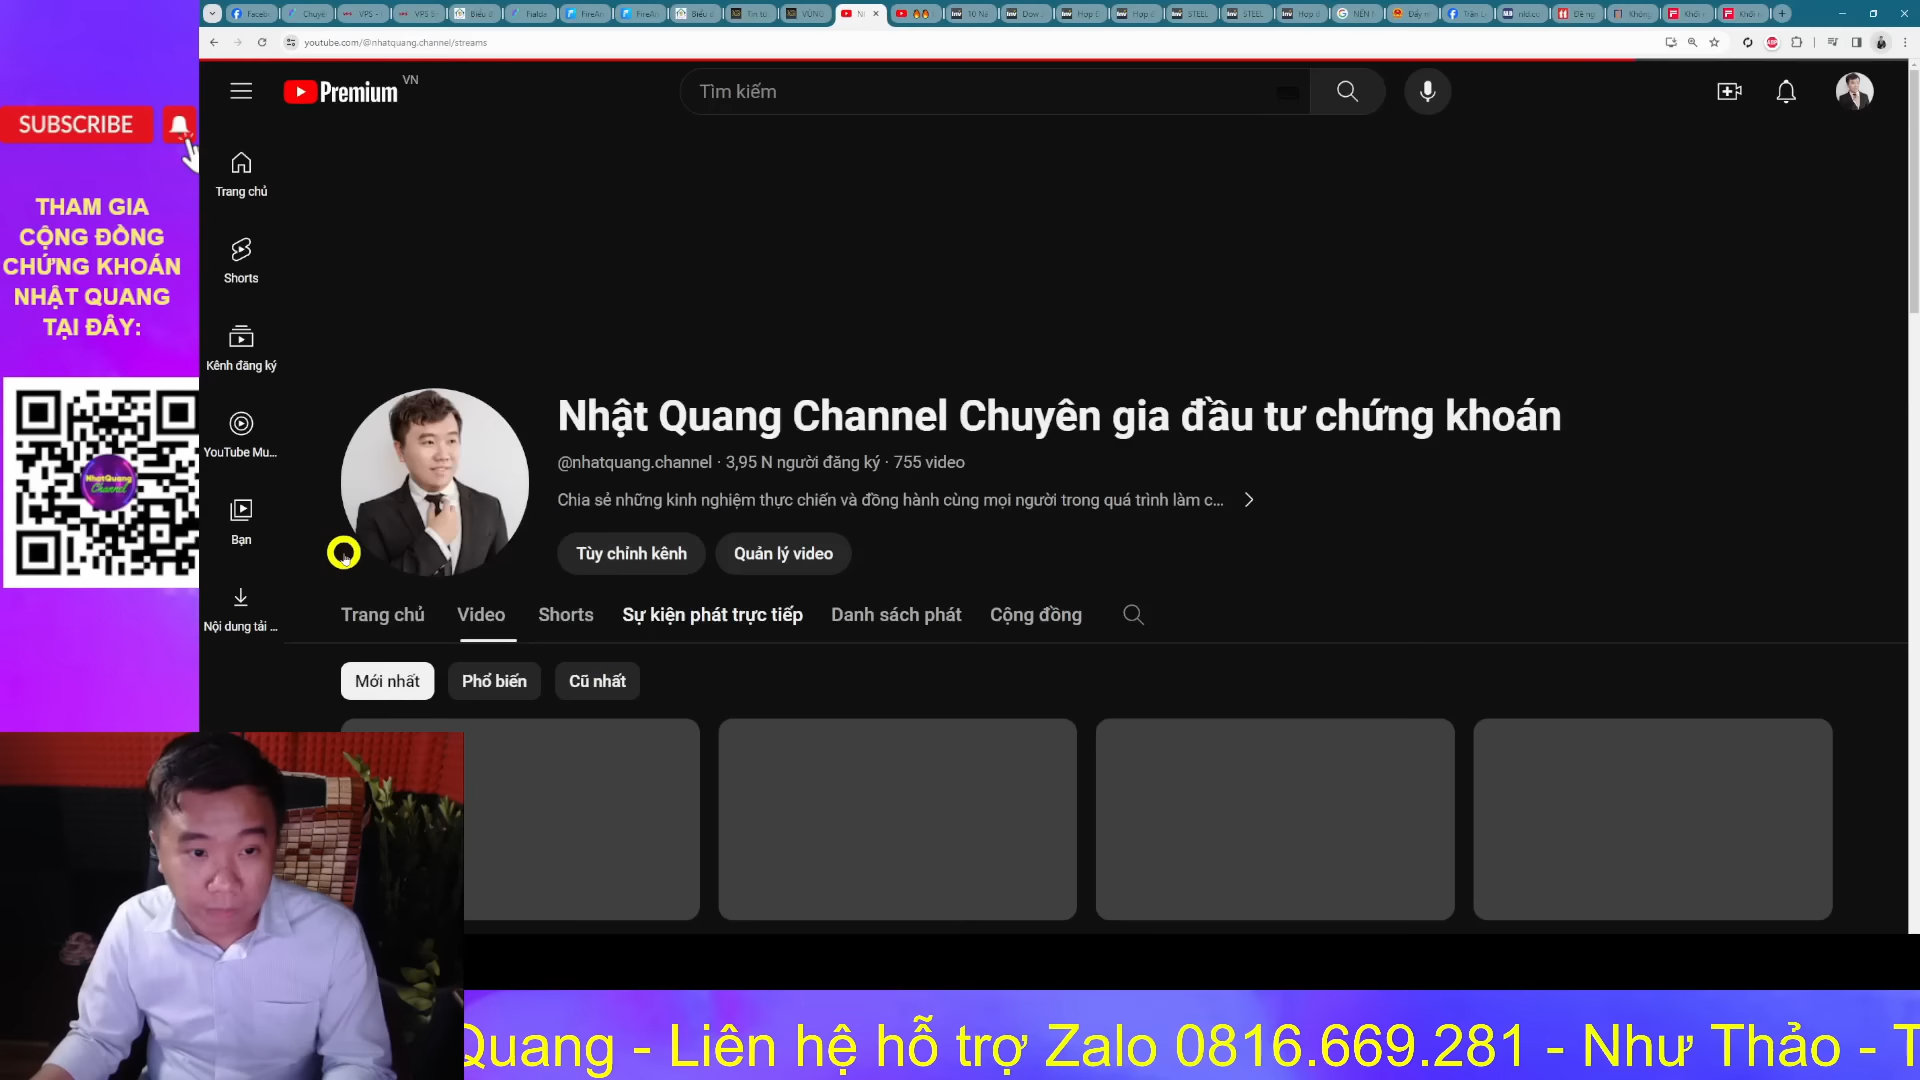 youtube.com/@nhatquang.channel/streams
Premium VN
Tìm kiếm
SUBSCRIBE
THAM GIA
CỘNG ĐỒNG
CHỨNG KHOÁN
NHẬT QUANG
TẠI ĐÂY:
NhatQuang
Channel
Trang chủ
Shorts
Kênh đăng ký
YouTube Mu...
Bạn
Nội dung tải ...
Nhật Quang Channel Chuyên gia đầu tư chứng khoán
@nhatquang.channel · 3,95 N người đăng ký · 755 video
Chia sẻ những kinh nghiệm thực chiến và đồng hành cùng mọi người trong quá trình làm c...
Tùy chỉnh kênh
Quản lý video
Trang chủ Video Shorts Sự kiện phát trực tiếp Danh sách phát Cộng đồng
Mới nhất Phổ biến Cũ nhất
Quang - Liên hệ hỗ trợ Zalo 0816.669.281 - Như Thảo - T